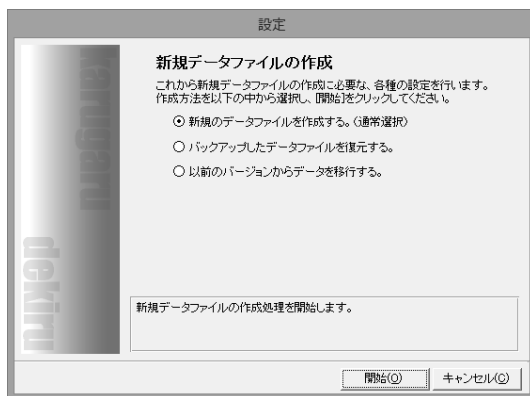 設定
新規データファイルの作成
これから新規データファイルの作成に必要な、各種の設定を行います。
作成方法を以下の中から選択し、[開始]をクリックしてください。
新規のデータファイルを作成する。(通常選択)
バックアップしたデータファイルを復元する。
以前のバージョンからデータを移行する。
karugaru
dekiru
新規データファイルの作成処理を開始します。
開始(O)
キャンセル(C)